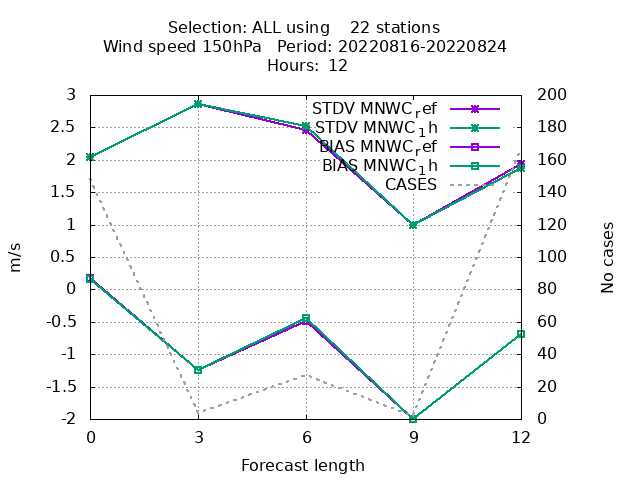 Selection: ALL using    22 stations
Wind speed 150hPa   Period: 20220816-20220824
Hours:  12
3 200
STDV MNWC_ref
2.5 180
STDV MNWC_1h
BIAS MNWC_ref
2 160
BIAS MNWC_1h
CASES
1.5 140
1 120
0.5 100
0 80
-0.5 60
-1 40
-1.5 20
-2 0
m/s
No cases
0 3 6 9 12
Forecast length